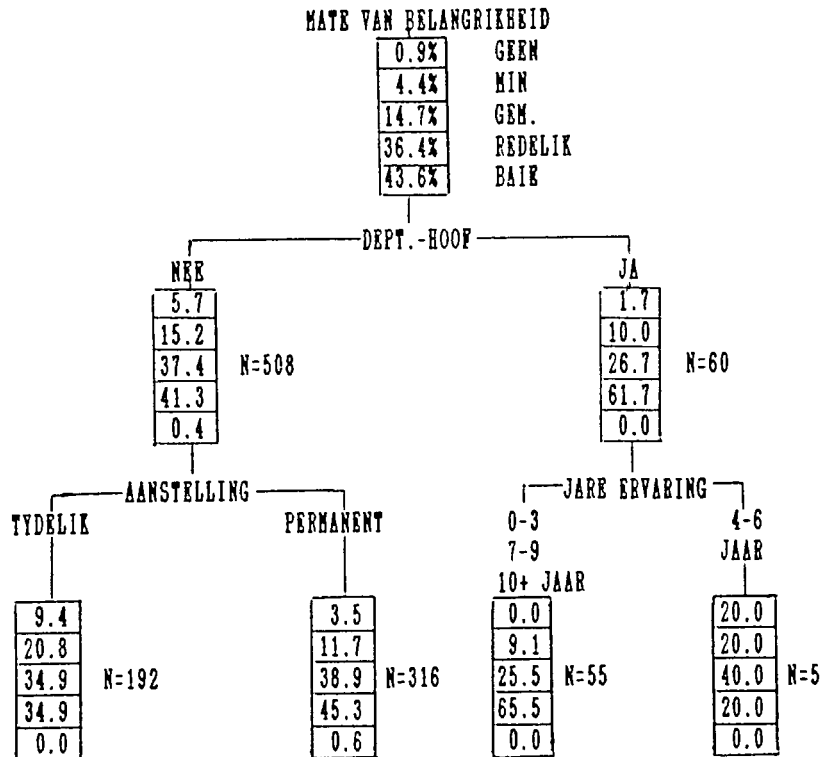 MATE VAN BELANGRIKHEID
0.9% GEEN
4.4% MIN
14.7% GEM.
36.4% REDELIK
43.6% BAIE
DEPT.-HOOF
NEE JA
5.7 1.7
15.2 10.0
37.4 N=508 26.7 N=60
41.3 61.7
0.4 0.0
AANSTELLING JARE ERVARING
TYDELIK PERMANENT 0-3 4-6
7-9 JAAR
10+ JAAR
9.4 3.5 0.0 20.0
20.8 11.7 9.1 20.0
34.9 N=192 38.9 N=316 25.5 N=55 40.0 N=5
34.9 45.3 65.5 20.0
0.0 0.6 0.0 0.0